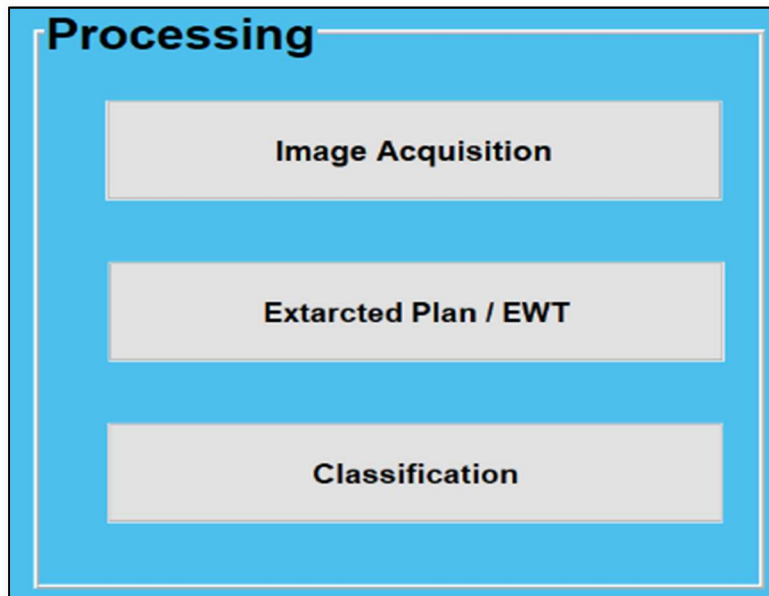 Processing
Image Acquisition
Extarcted Plan / EWT
Classification